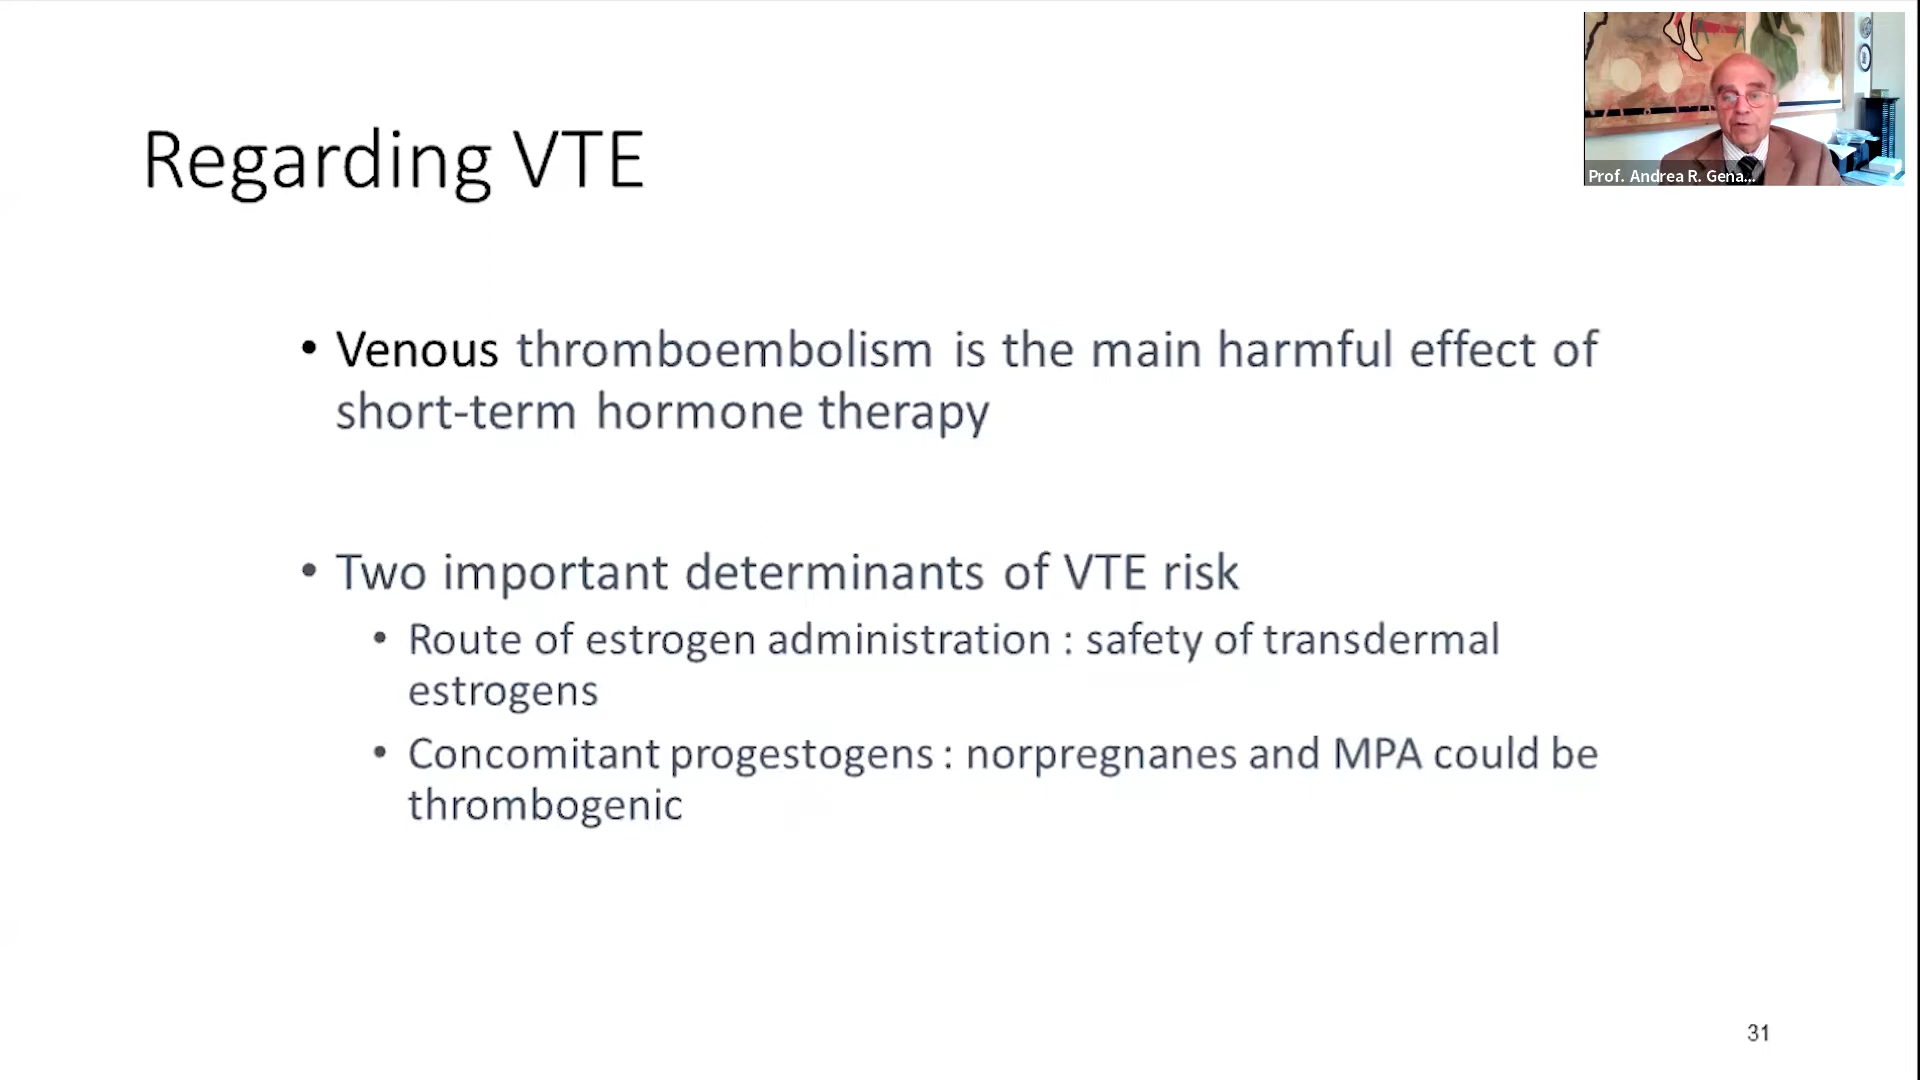 Regarding VTE
Prof. Andrea R. Gena...
• Venous thromboembolism is the main harmful effect of
short-term hormone therapy
• Two important determinants of VTE risk
• Route of estrogen administration : safety of transdermal
estrogens
• Concomitant progestogens : norpregnanes and MPA could be
thrombogenic
31